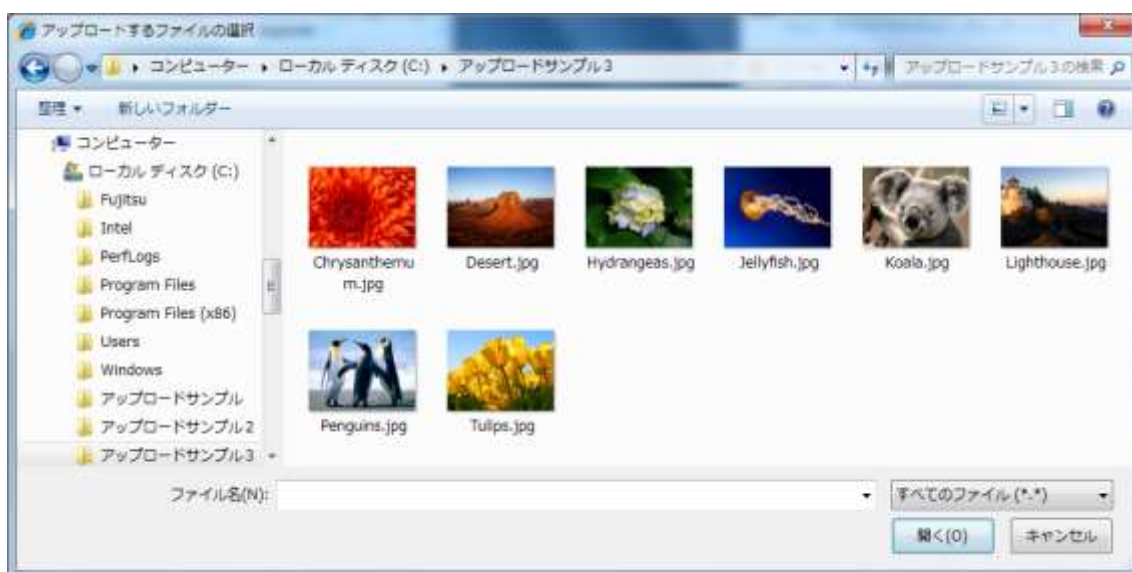 アップロードするファイルの選択
コンピューター ▸ ローカル ディスク (C:) ▸ アップロードサンプル3
アップロードサンプル3の検索
整理 ▾ 新しいフォルダー
コンピューター
ローカル ディスク (C:)
Fujitsu
Intel
PerfLogs
Program Files
Program Files (x86)
Users
Windows
アップロードサンプル
アップロードサンプル2
アップロードサンプル3
Chrysanthemu
m.jpg
Desert.jpg
Hydrangeas.jpg
Jellyfish.jpg
Koala.jpg
Lighthouse.jpg
Penguins.jpg
Tulips.jpg
ファイル名(N):
すべてのファイル (*.*)
開く(O)
キャンセル